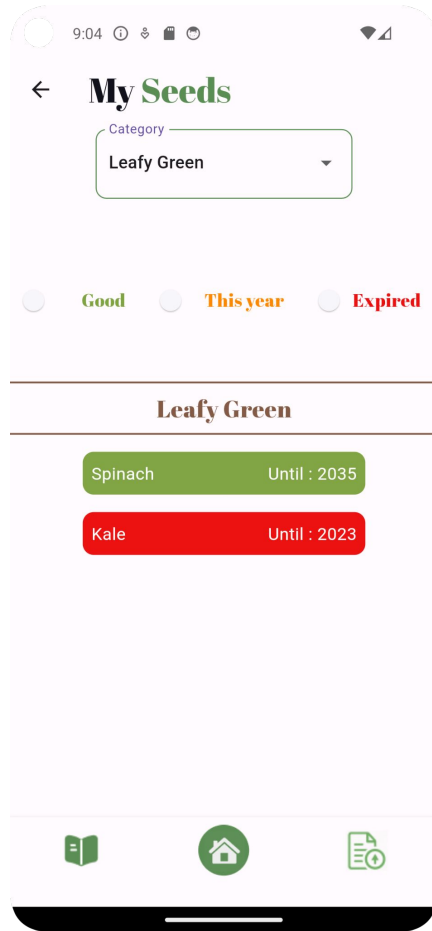 9:04
My Seeds
Category
Leafy Green
Good This year Expired
Leafy Green
Spinach Until : 2035
Kale Until : 2023